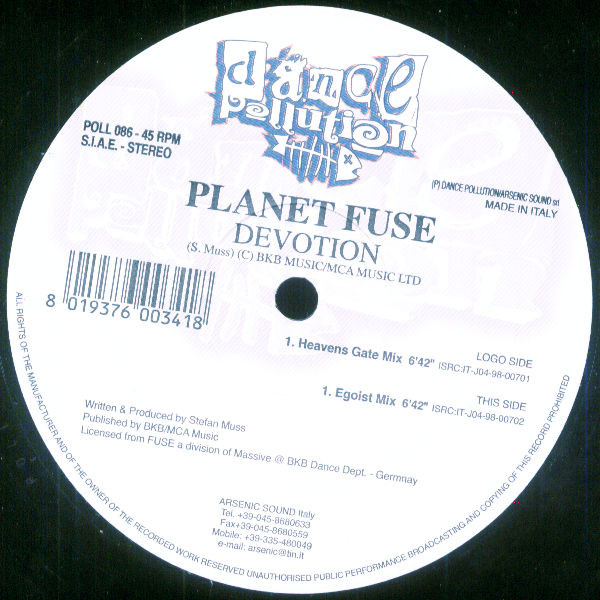 dance
pollution
POLL 086 - 45 RPM
S.I.A.E. - STEREO
(P) DANCE POLLUTION/ARSENIC SOUND srl
MADE IN ITALY
PLANET FUSE
DEVOTION
(S. Muss) (C) BKB MUSIC/MCA MUSIC LTD
8 019376 003418
LOGO SIDE
1. Heavens Gate Mix 6'42" ISRC:IT-J04-98-00701
THIS SIDE
1. Egoist Mix 6'42" ISRC:IT-J04-98-00702
Written & Produced by Stefan Muss
Published by BKB/MCA Music
Licensed from FUSE a division of Massive @ BKB Dance Dept. - Germnay
ARSENIC SOUND Italy
Tel. +39-045-8680633
Fax+39-045-8680559
Mobile: +39-335-480049
e-mail: arsenic@tin.it
ALL RIGHTS OF THE MANUFACTURER AND OF THE OWNER OF THE RECORDED WORK RESERVED UNAUTHORISED PUBLIC PERFORMANCE BROADCASTING AND COPYING OF THIS RECORD PROHIBITED